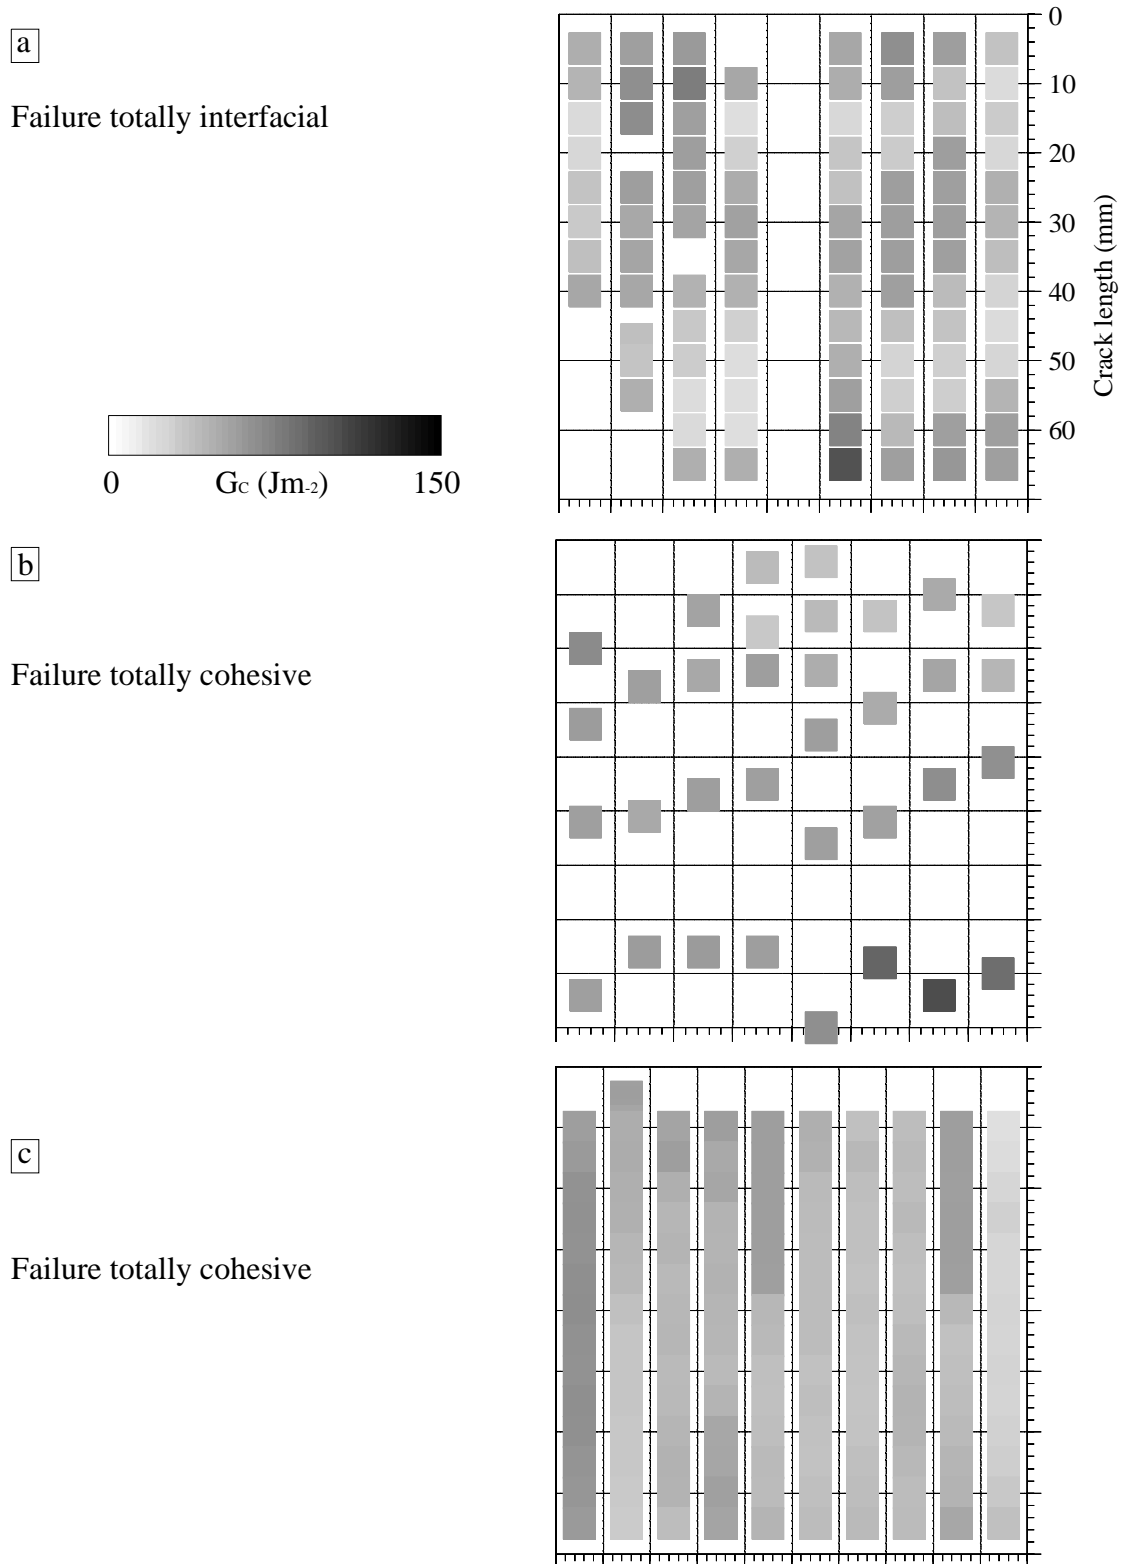 a
Failure totally interfacial
0
10
20
30
40
50
60
Crack length (mm)
0 Gc (Jm-2) 150
b
Failure totally cohesive
c
Failure totally cohesive